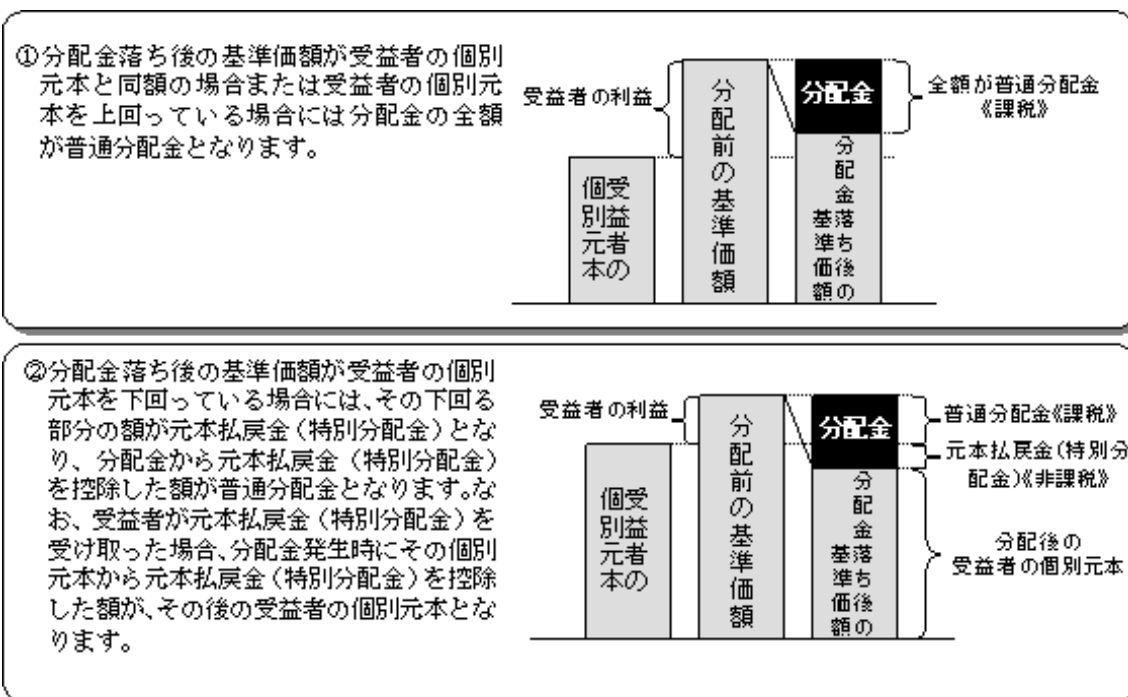 ①分配金落ち後の基準価額が受益者の個別
元本と同額の場合または受益者の個別元
本を上回っている場合には分配金の全額
が普通分配金となります。
受益者の利益
受益者の
個別元本
分配前の基準価額
分配金
分配金落ち後の
基準価額
全額が普通分配金
《課税》
②分配金落ち後の基準価額が受益者の個別
元本を下回っている場合には、その下回る
部分の額が元本払戻金（特別分配金）とな
り、分配金から元本払戻金（特別分配金）
を控除した額が普通分配金となります。な
お、受益者が元本払戻金（特別分配金）を
受け取った場合、分配金発生時にその個別
元本から元本払戻金（特別分配金）を控除
した額が、その後の受益者の個別元本とな
ります。
受益者の利益
受益者の
個別元本
分配前の基準価額
分配金
分配金落ち後の
基準価額
普通分配金《課税》
元本払戻金(特別分
配金)《非課税》
分配後の
受益者の個別元本